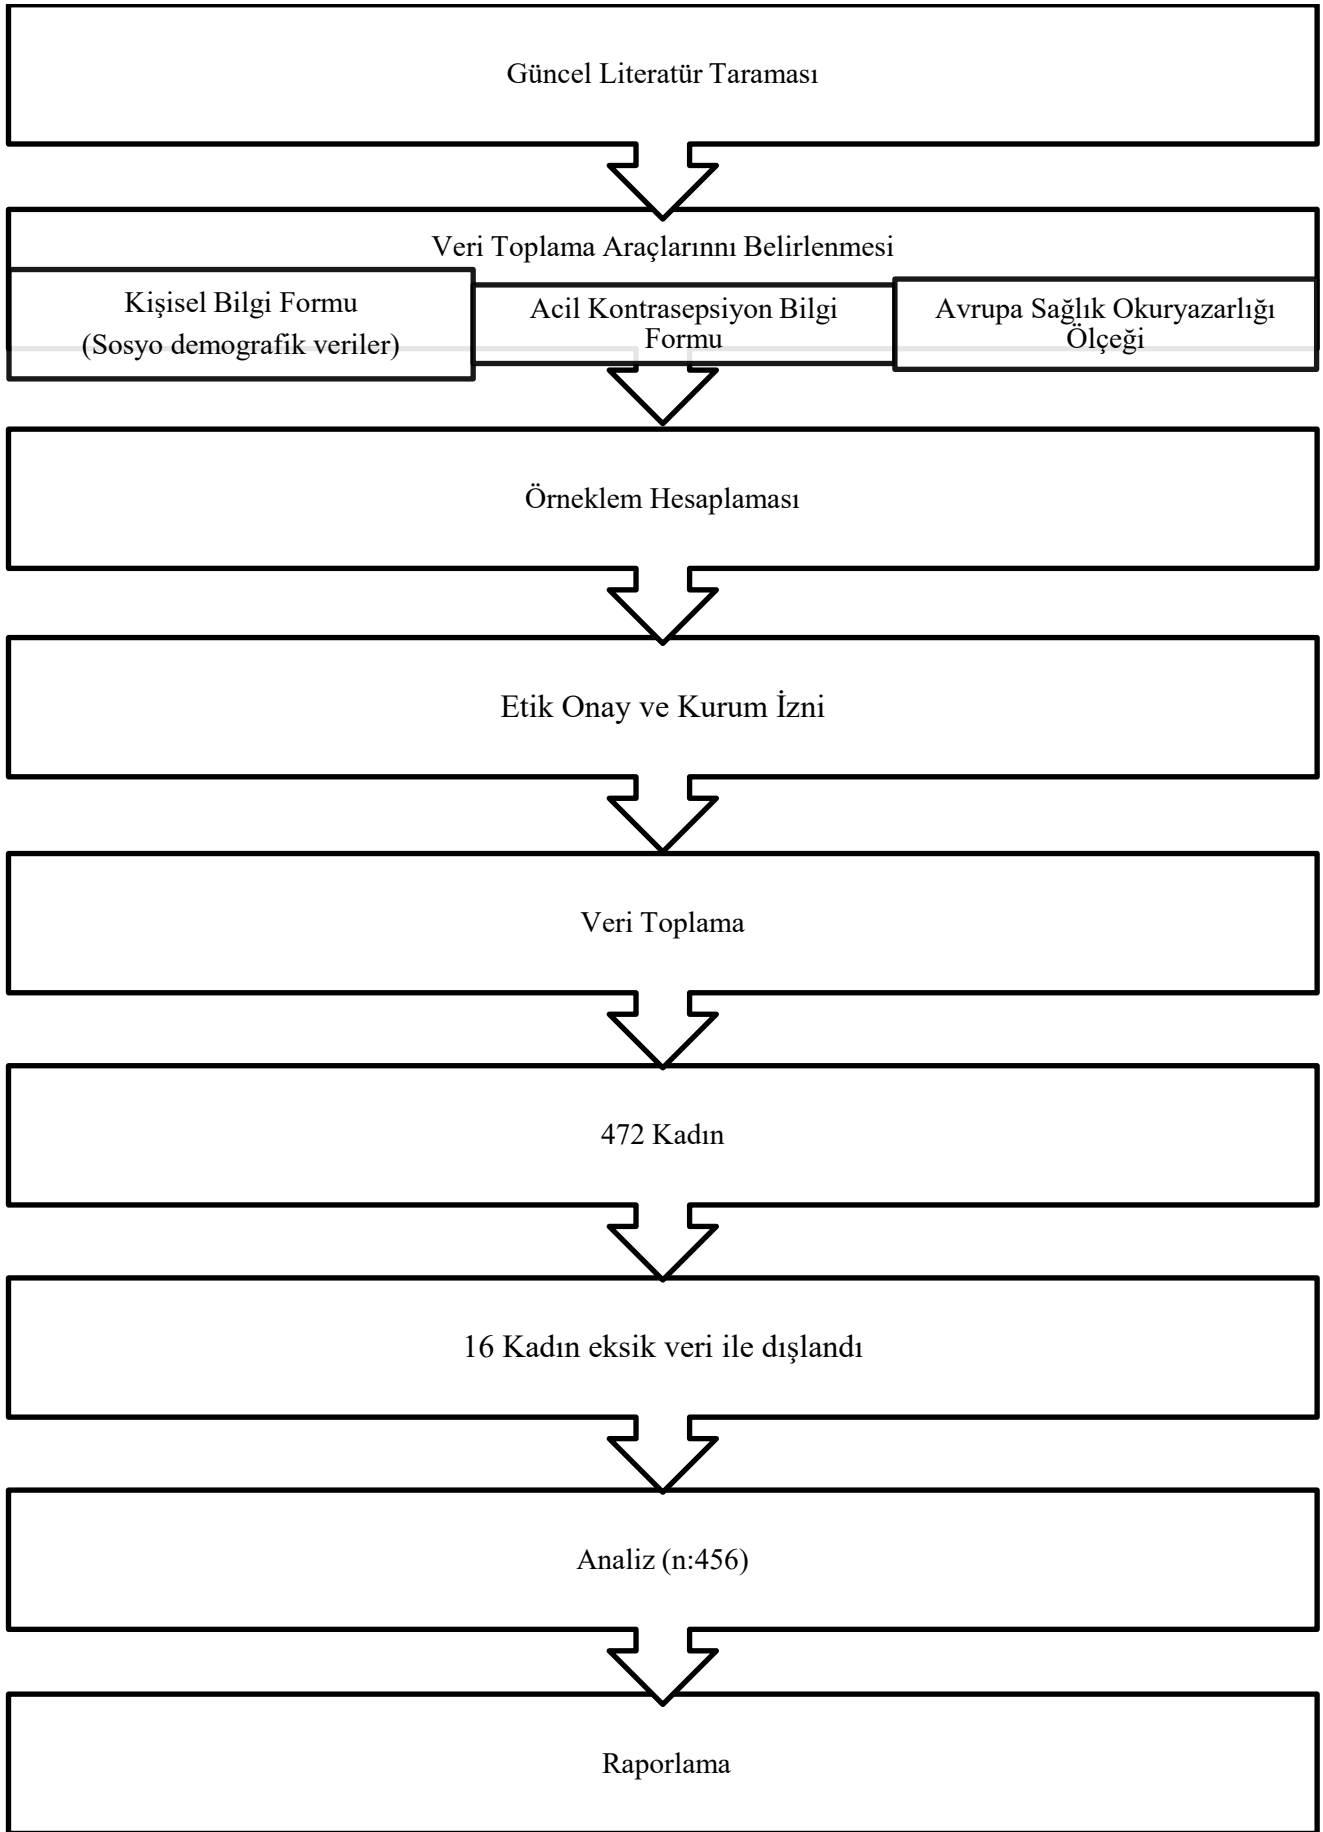 Güncel Literatür Taraması
Veri Toplama Araçlarınnı Belirlenmesi
Kişisel Bilgi Formu
(Sosyo demografik veriler)
Acil Kontrasepsiyon Bilgi
Formu
Avrupa Sağlık Okuryazarlığı
Ölçeği
Örneklem Hesaplaması
Etik Onay ve Kurum İzni
Veri Toplama
472 Kadın
16 Kadın eksik veri ile dışlandı
Analiz (n:456)
Raporlama